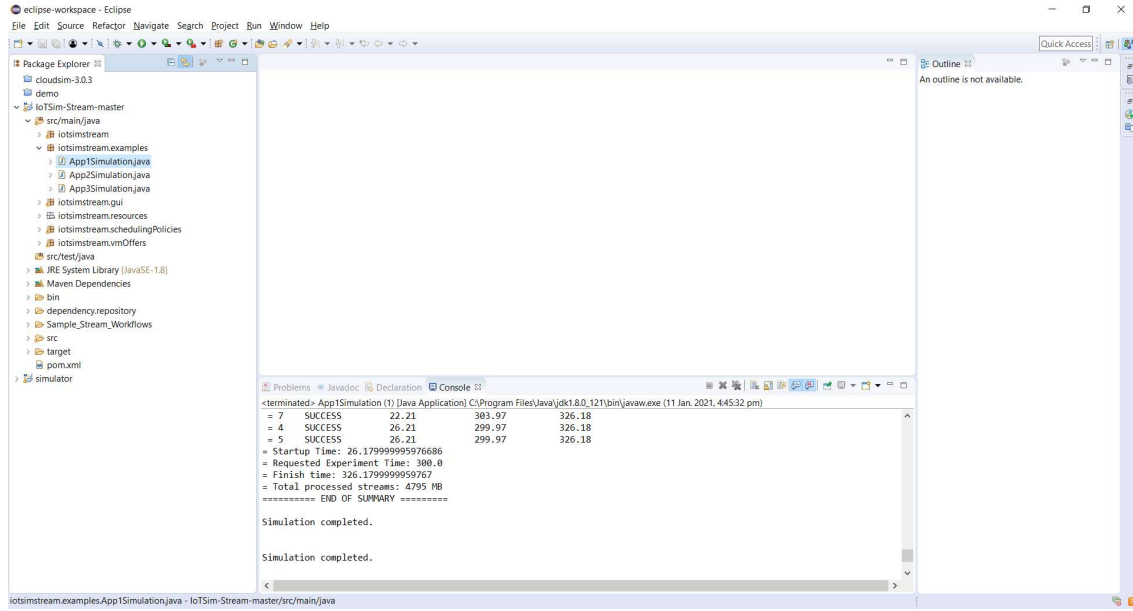 eclipse-workspace - Eclipse
File Edit Source Refactor Navigate Search Project Run Window Help
Quick Access
Package Explorer
cloudsim-3.0.3
demo
IoTSim-Stream-master
src/main/java
iotsimstream
iotsimstream.examples
App1Simulation.java
App2Simulation.java
App3Simulation.java
iotsimstream.gui
iotsimstream.resources
iotsimstream.schedulingPolicies
iotsimstream.vmOffers
src/test/java
JRE System Library [JavaSE-1.8]
Maven Dependencies
bin
dependency.repository
Sample_Stream_Workflows
src
target
pom.xml
simulator
Outline
An outline is not available.
Problems Javadoc Declaration Console
<terminated> App1Simulation (1) [Java Application] C:\Program Files\Java\jdk1.8.0_121\bin\javaw.exe (11 Jan. 2021, 4:45:32 pm)
= 7 SUCCESS 22.21 303.97 326.18
= 4 SUCCESS 26.21 299.97 326.18
= 5 SUCCESS 26.21 299.97 326.18
= Startup Time: 26.179999995976686
= Requested Experiment Time: 300.0
= Finish time: 326.1799999959767
= Total processed streams: 4795 MB
========== END OF SUMMARY =========
Simulation completed.
Simulation completed.
iotsimstream.examples.App1Simulation.java - IoTSim-Stream-master/src/main/java